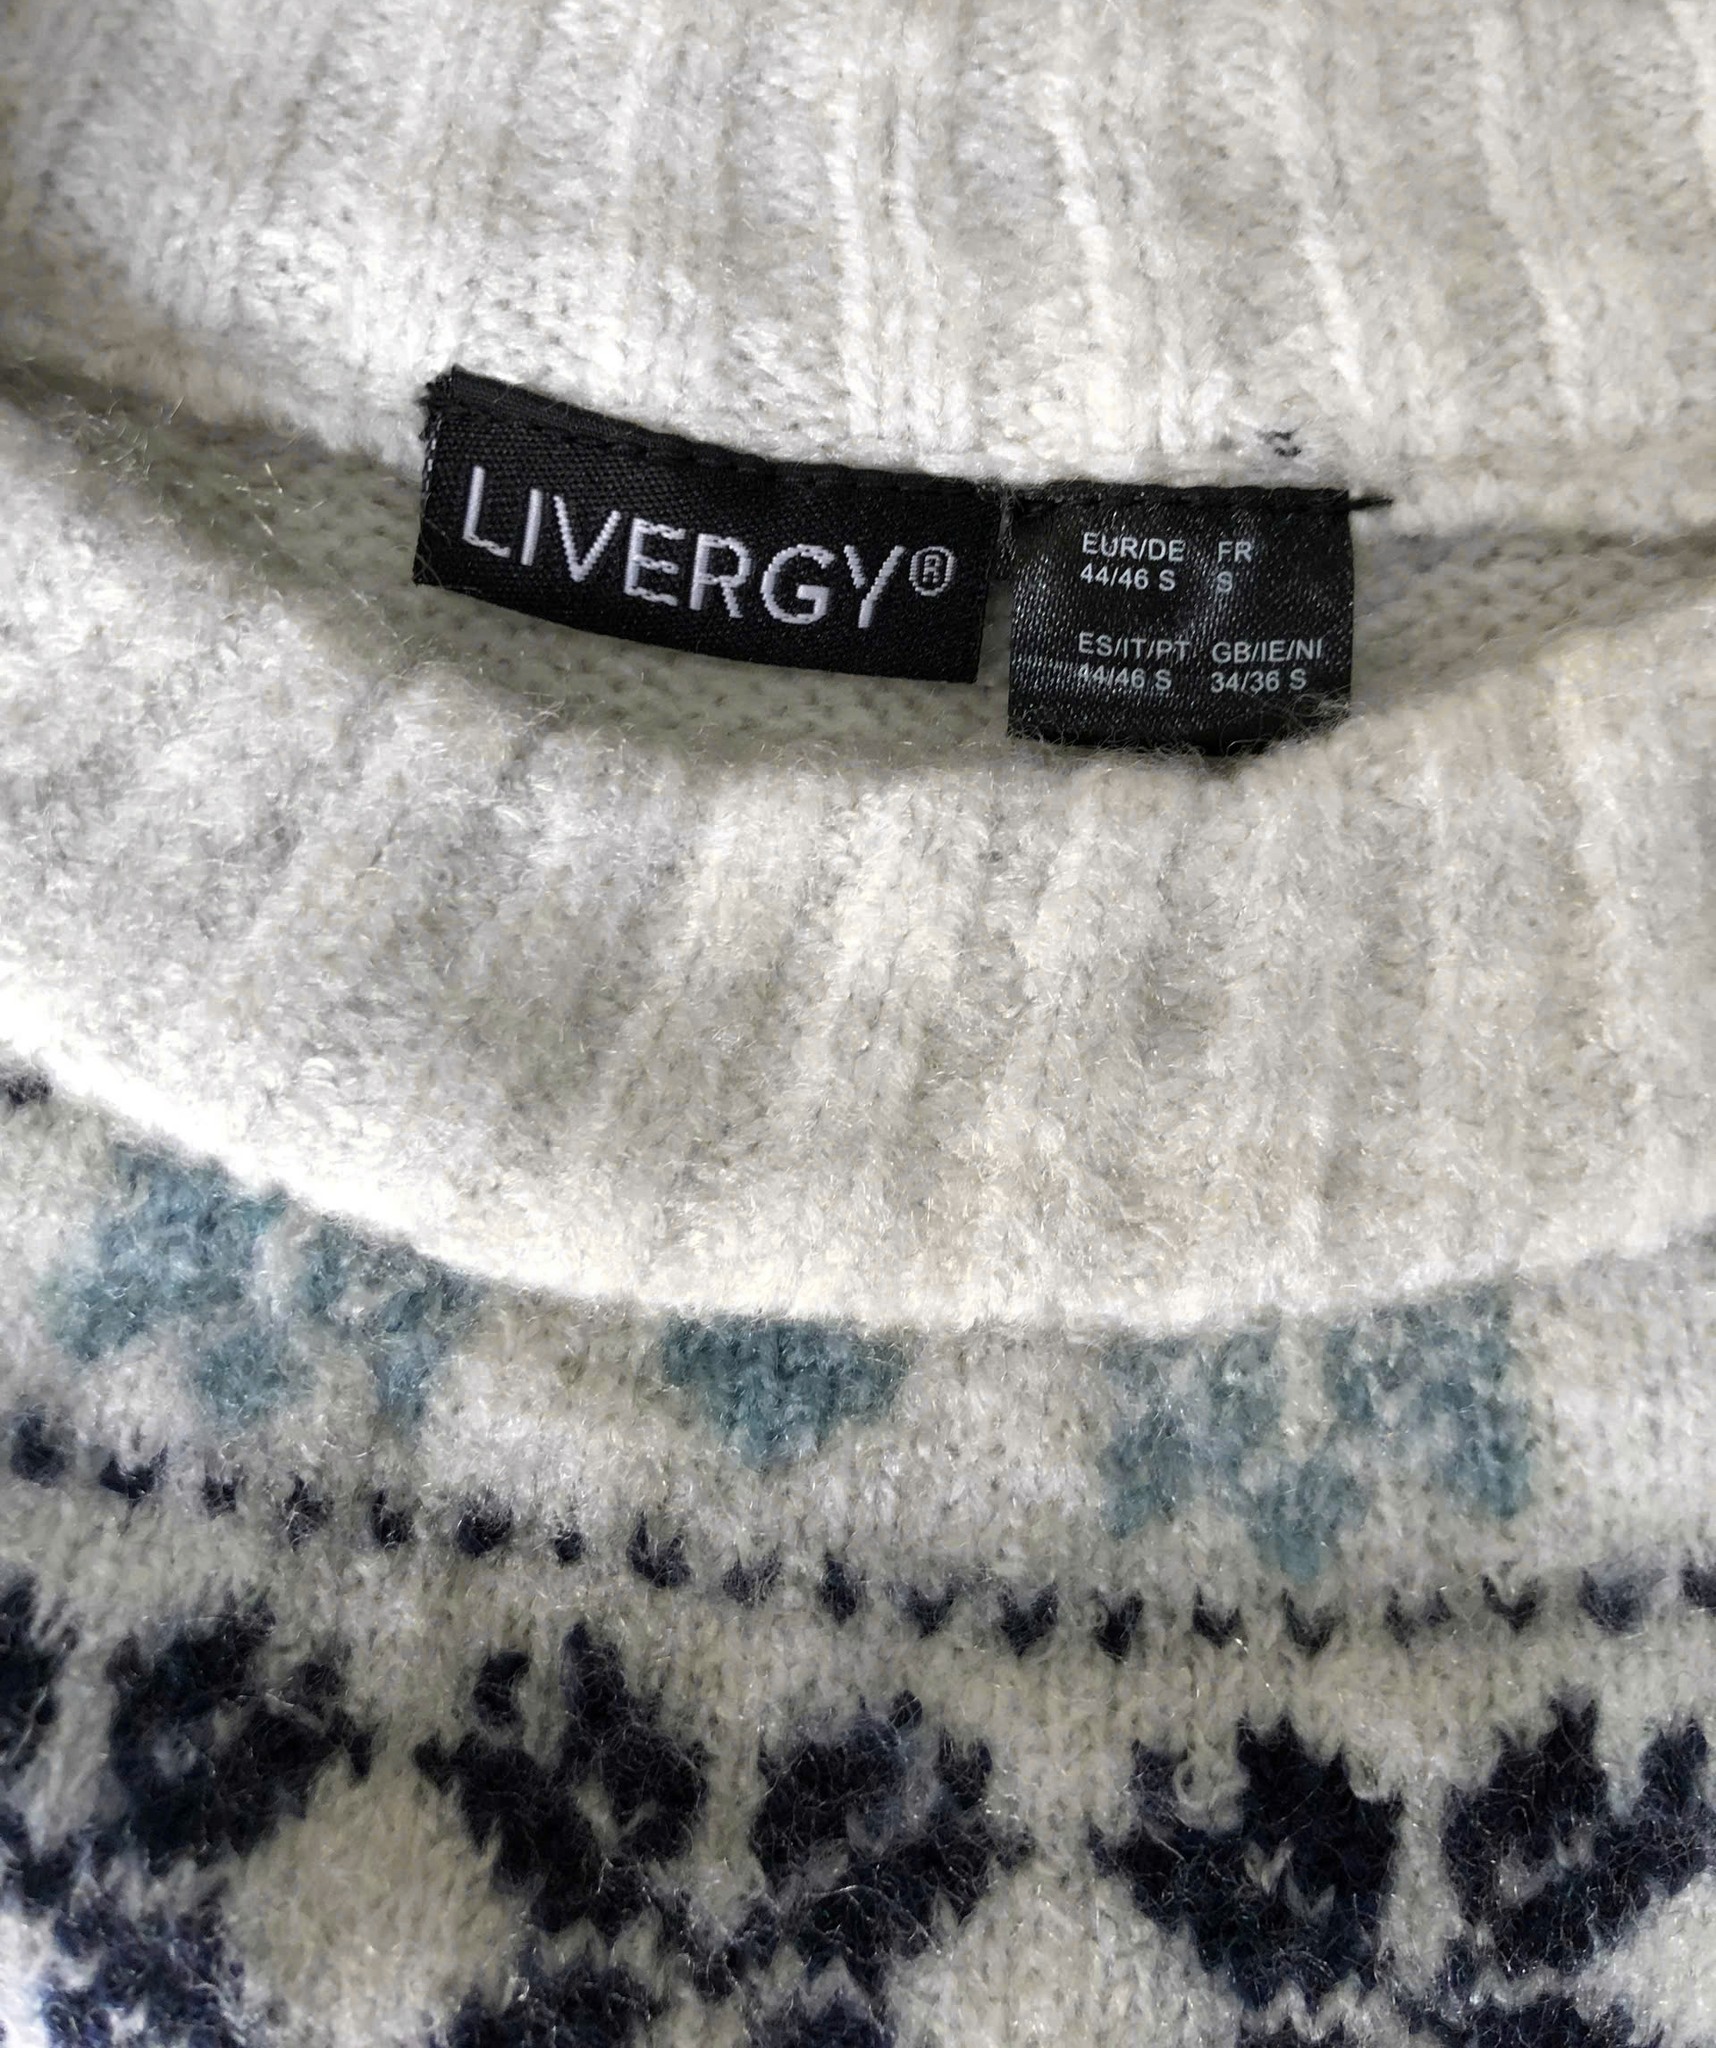 LIVERGY®
EUR/DE FR
44/46 S S
ES/IT/PT GB/IE/NI
44/46 S 34/36 S